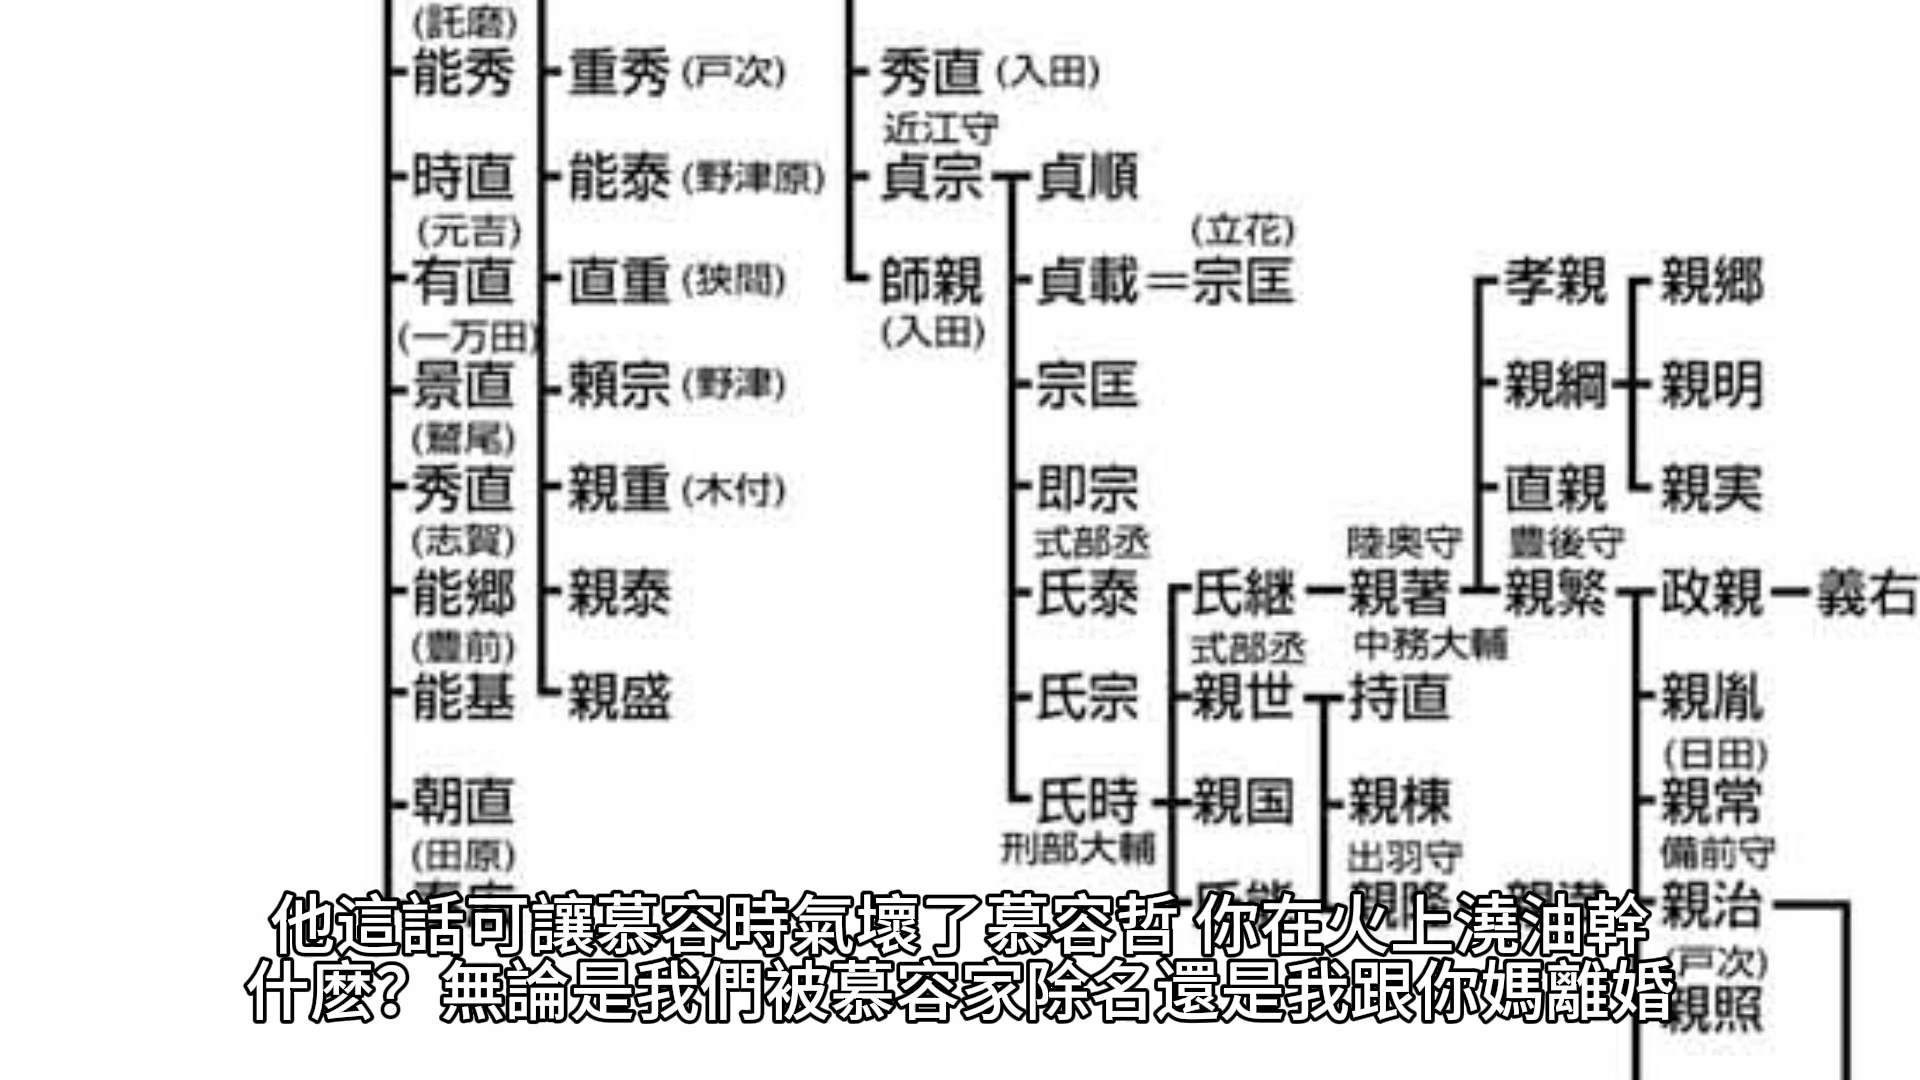 (託磨)
能秀 重秀 (戸次) 秀直 (入田)
近江守
時直 能泰 (野津原) 貞宗 貞順
(元吉) (立花)
有直 直重 (狭間) 師親 貞載=宗匡 孝親 親郷
(一万田) (入田)
景直 頼宗 (野津) 宗匡 親綱 親明
(鷲尾)
秀直 親重 (木付) 即宗 直親 親実
(志賀) 式部丞 陸奥守 豊後守
能郷 親泰 氏泰 氏継 親著 親繁 政親 義右
(豊前) 式部丞 中務大輔
能基 親盛 氏宗 親世 持直 親胤
(日田)
朝直 氏時 親国 親棟 親常
(田原) 刑部大輔 出羽守 備前守
親隆 親治
他這話可讓慕容時氣壞了慕容哲 你在火上澆油幹
(戸次)
什麽？無論是我們被慕容家除名還是我跟你媽離婚
親照